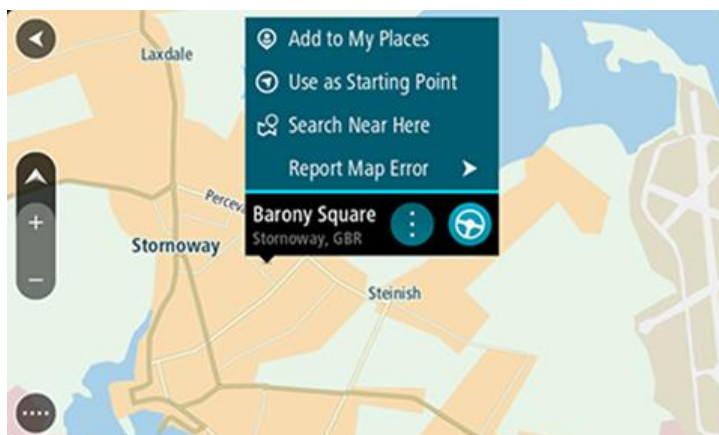 Laxdale
Add to My Places
Use as Starting Point
Search Near Here
Report Map Error
Barony Square
Stornoway, GBR
Stornoway
Steinish